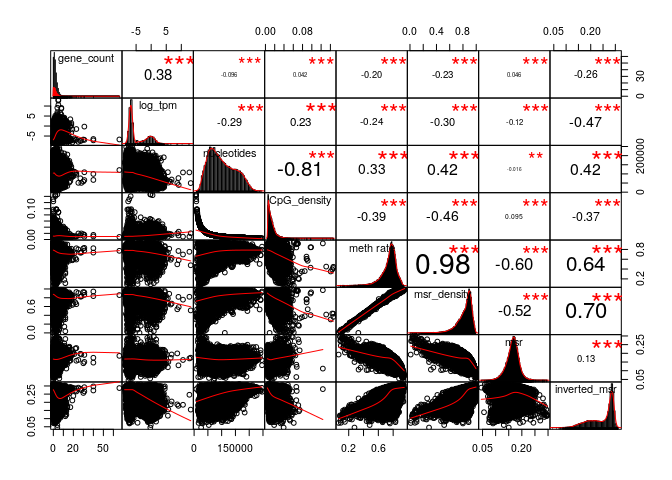 -5 5 0.00 0.08 0.0 0.4 0.8 0.05 0.20
gene_count *** 0.38 *** -0.096 *** 0.042 *** -0.20 *** -0.23 *** 0.046 *** -0.26 0 30
-5 5 log_tpm *** -0.29 *** 0.23 *** -0.24 *** -0.30 *** -0.12 *** -0.47
nucleotides *** -0.81 *** 0.33 *** 0.42 ** -0.016 *** 0.42 0 200000
0.00 0.10 CpG_density *** -0.39 *** -0.46 *** 0.095 *** -0.37
meth rate *** 0.98 *** -0.60 *** 0.64 0.2 0.8
0.0 0.6 msr_density *** -0.52 *** 0.70
msr *** 0.13 0.05 0.25
0.05 0.25 inverted_msr
0 20 50 0 150000 0.2 0.6 0.05 0.20